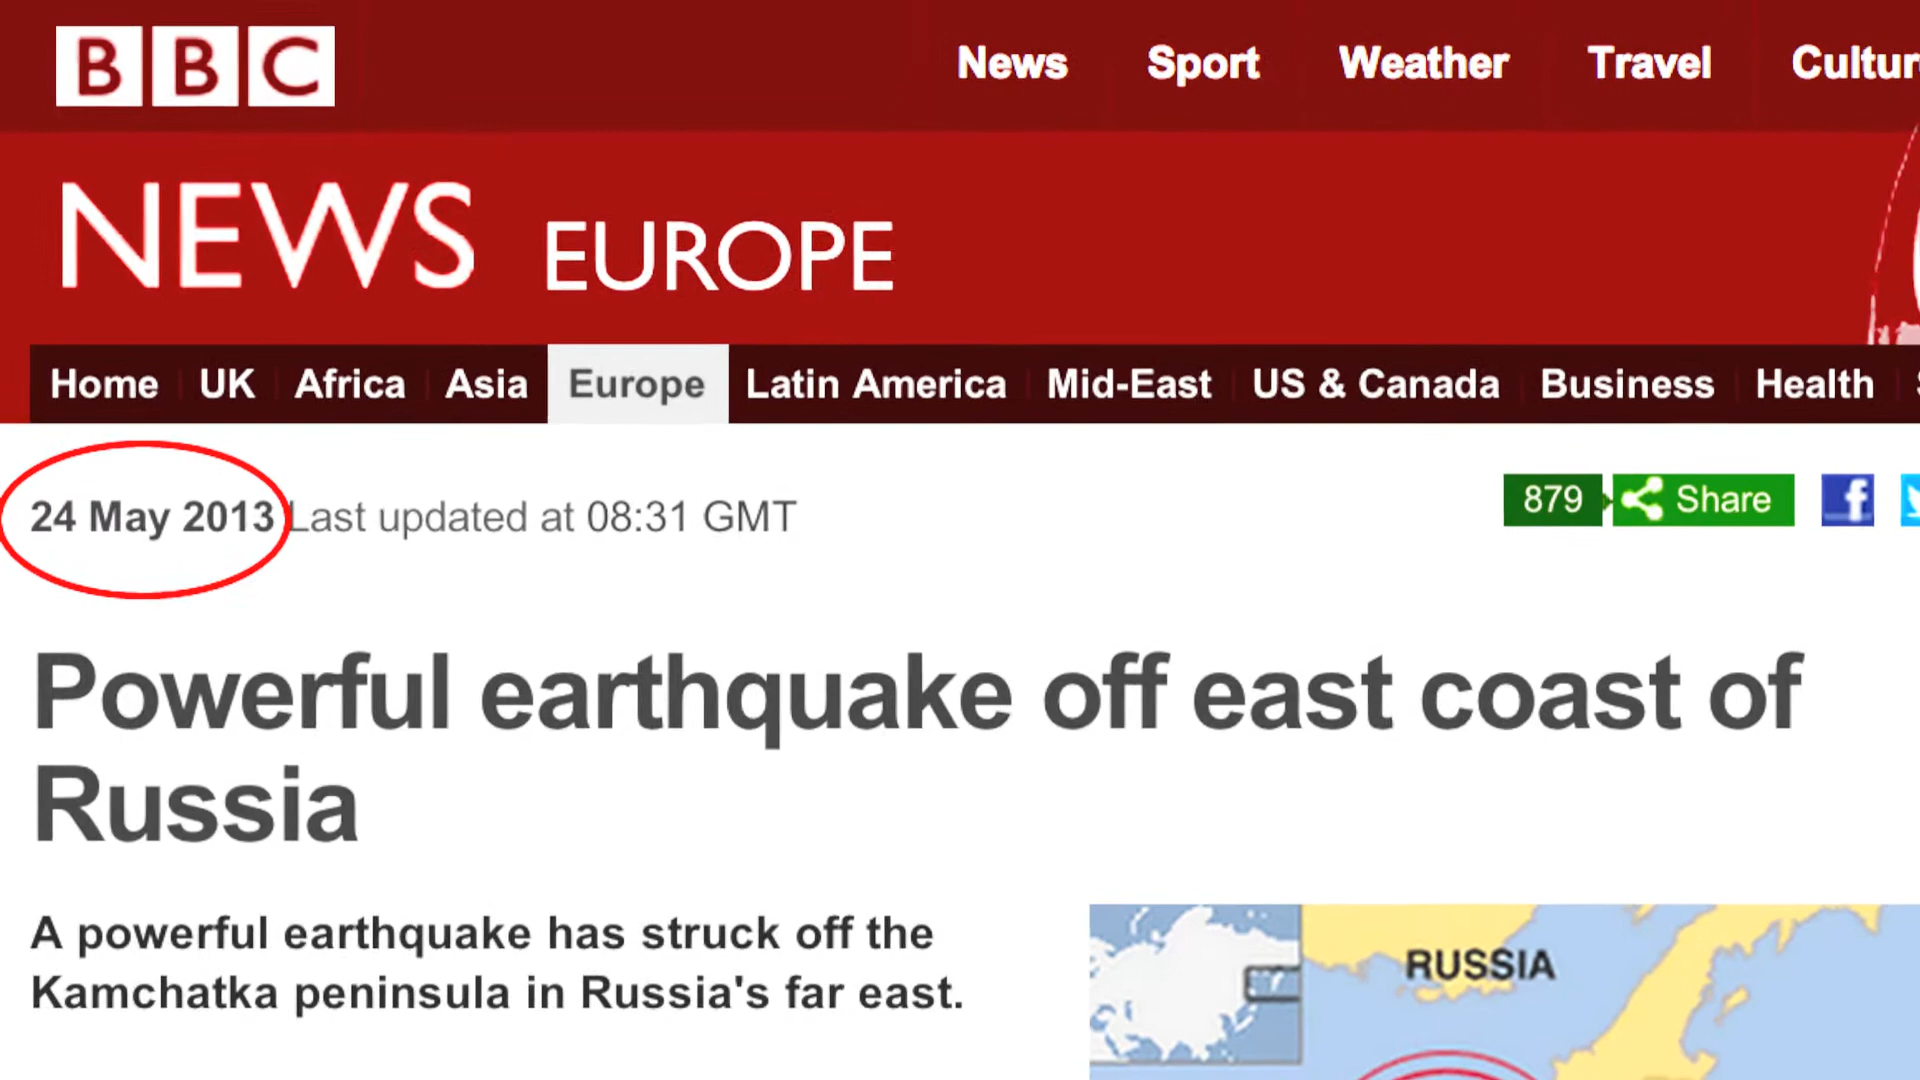 BBC
News Sport Weather Travel
NEWS EUROPE
Home UK Africa Asia Europe Latin America Mid-East US & Canada Business Health
24 May 2013 Last updated at 08:31 GMT
879 Share f
Powerful earthquake off east coast of
Russia
A powerful earthquake has struck off the
Kamchatka peninsula in Russia's far east.
RUSSIA